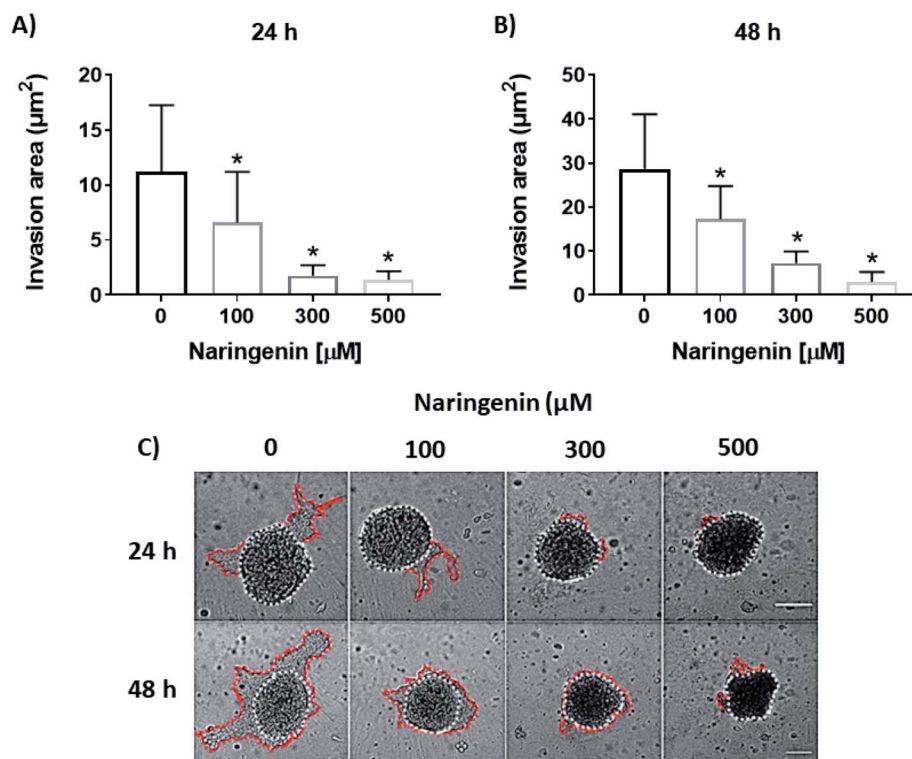 A)
24 h
Invasion area (µm²)
20
15
10
5
0
*
*
*
0 100 300 500
Naringenin [µM]
B)
48 h
Invasion area (µm²)
50
40
30
20
10
0
*
*
*
0 100 300 500
Naringenin [µM]
Naringenin (µM
C) 0 100 300 500
24 h
48 h